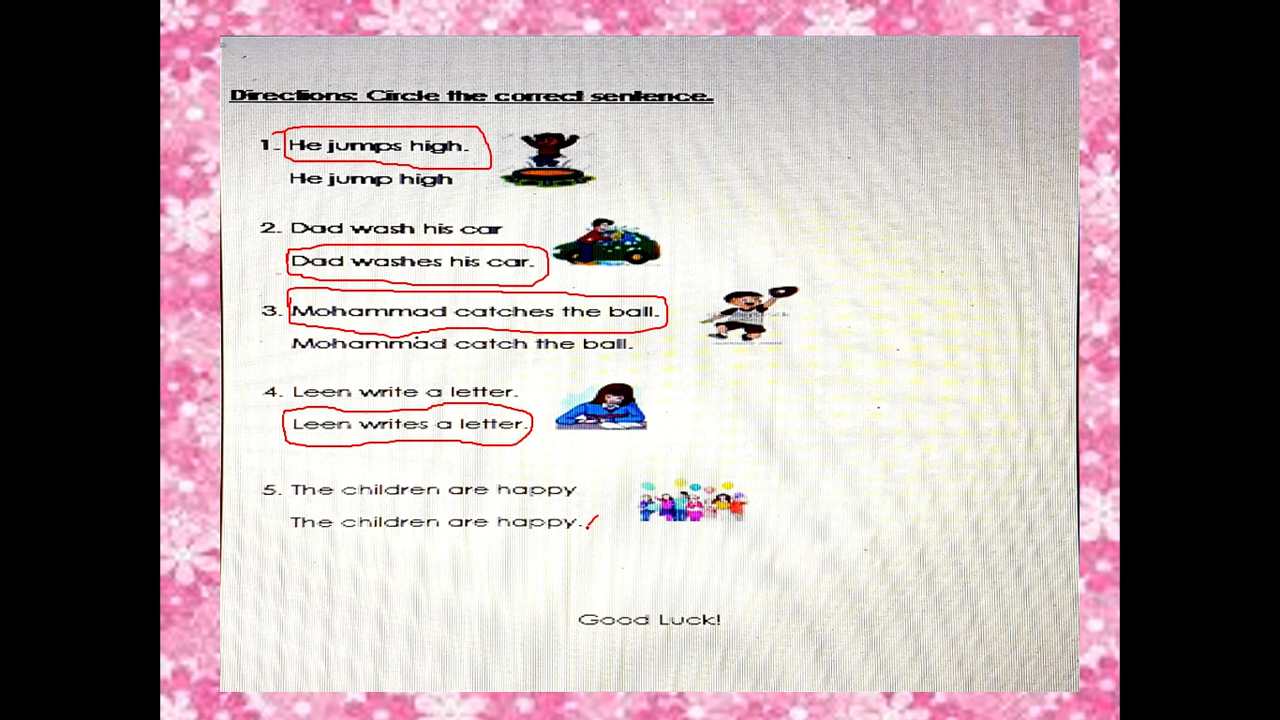 Directions: Circle the correct sentence.
1. He jumps high.
He jump high
2. Dad wash his car
Dad washes his car.
3. Mohammad catches the ball.
Mohammad catch the ball.
4. Leen write a letter.
Leen writes a letter.
5. The children are happy
The children are happy.
Good Luck!